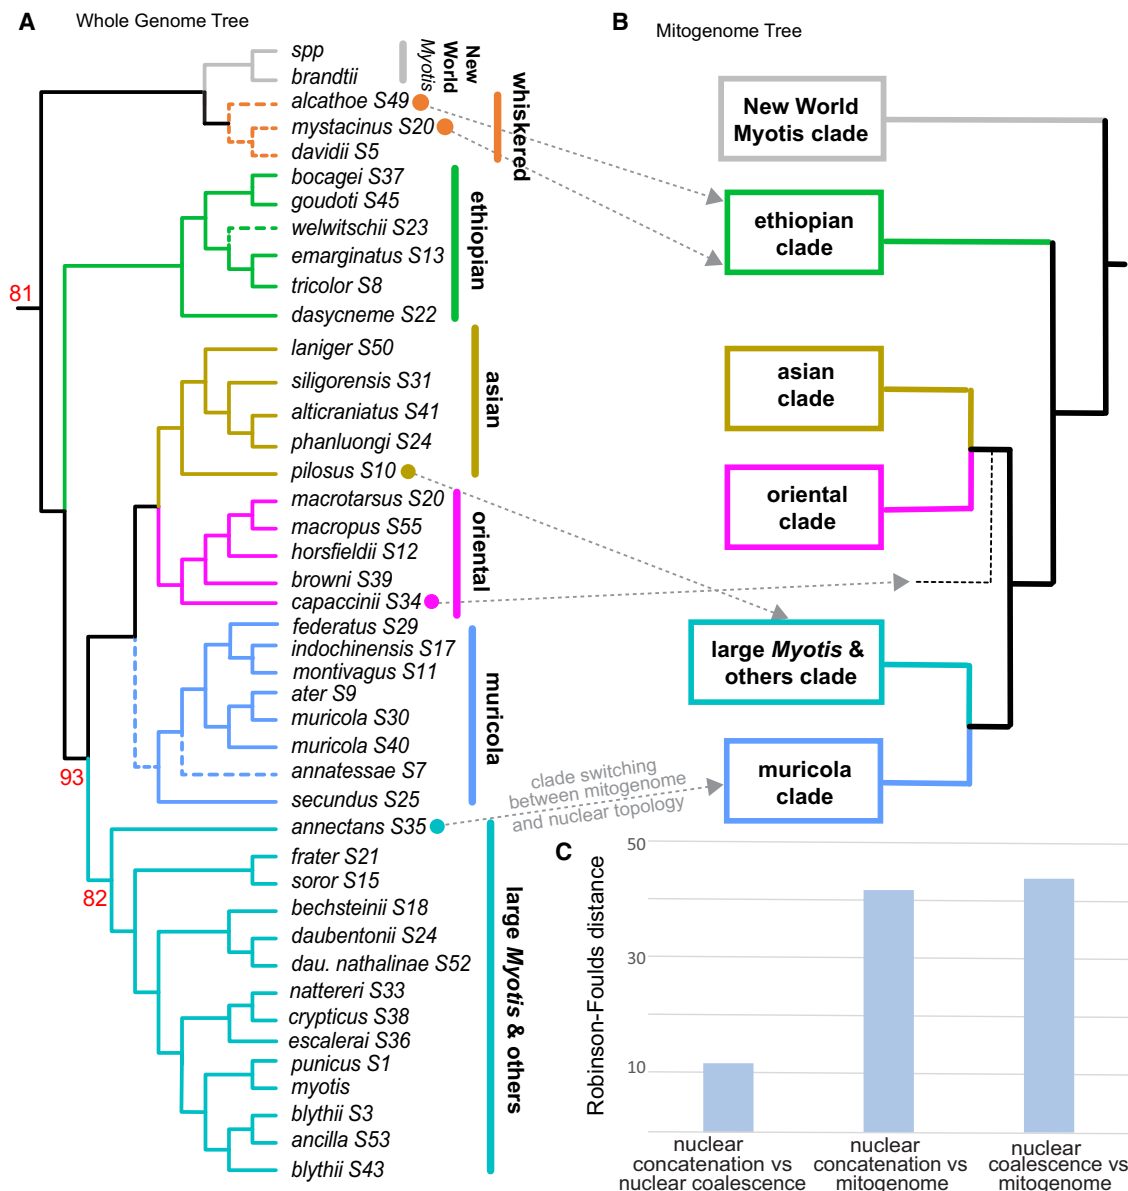 A
Whole Genome Tree
spp
brandtii
alcathoe S49
mystacinus S20
davidii S5
bocagei S37
goudoti S45
welwitschii S23
emarginatus S13
tricolor S8
dasycneme S22
laniger S50
siligorensis S31
alticraniatus S41
phanluongi S24
pilosus S10
macrotarsus S20
macropus S55
horsfieldii S12
browni S39
capaccinii S34
federatus S29
indochinensis S17
montivagus S11
ater S9
muricola S30
muricola S40
annatessae S7
secundus S25
annectans S35
frater S21
soror S15
bechsteinii S18
daubentonii S24
dau. nathalinae S52
nattereri S33
crypticus S38
escalerai S36
punicus S1
myotis
blythii S3
ancilla S53
blythii S43
New
World
Myotis
whiskered
ethiopian
asian
oriental
muricola
large Myotis & others
81
93
82
B
Mitogenome Tree
New World
Myotis clade
ethiopian
clade
asian
clade
oriental
clade
large Myotis &
others clade
muricola
clade
clade switching
between mitogenome
and nuclear topology
C
Robinson-Foulds distance
50
30
10
nuclear
concatenation vs
nuclear coalescence
nuclear
concatenation vs
mitogenome
nuclear
coalescence vs
mitogenome